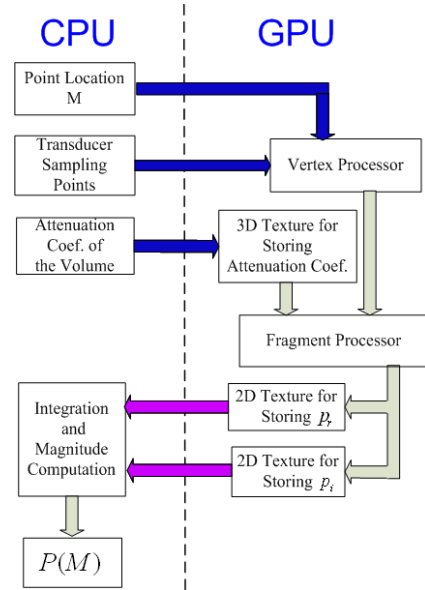 CPU
GPU
Point Location
M
Transducer
Sampling
Points
Vertex Processor
Attenuation
Coef. of
the Volume
3D Texture for
Storing
Attenuation Coef.
Fragment Processor
Integration
and
Magnitude
Computation
2D Texture for
Storing p_r
2D Texture for
Storing p_i
P(M)